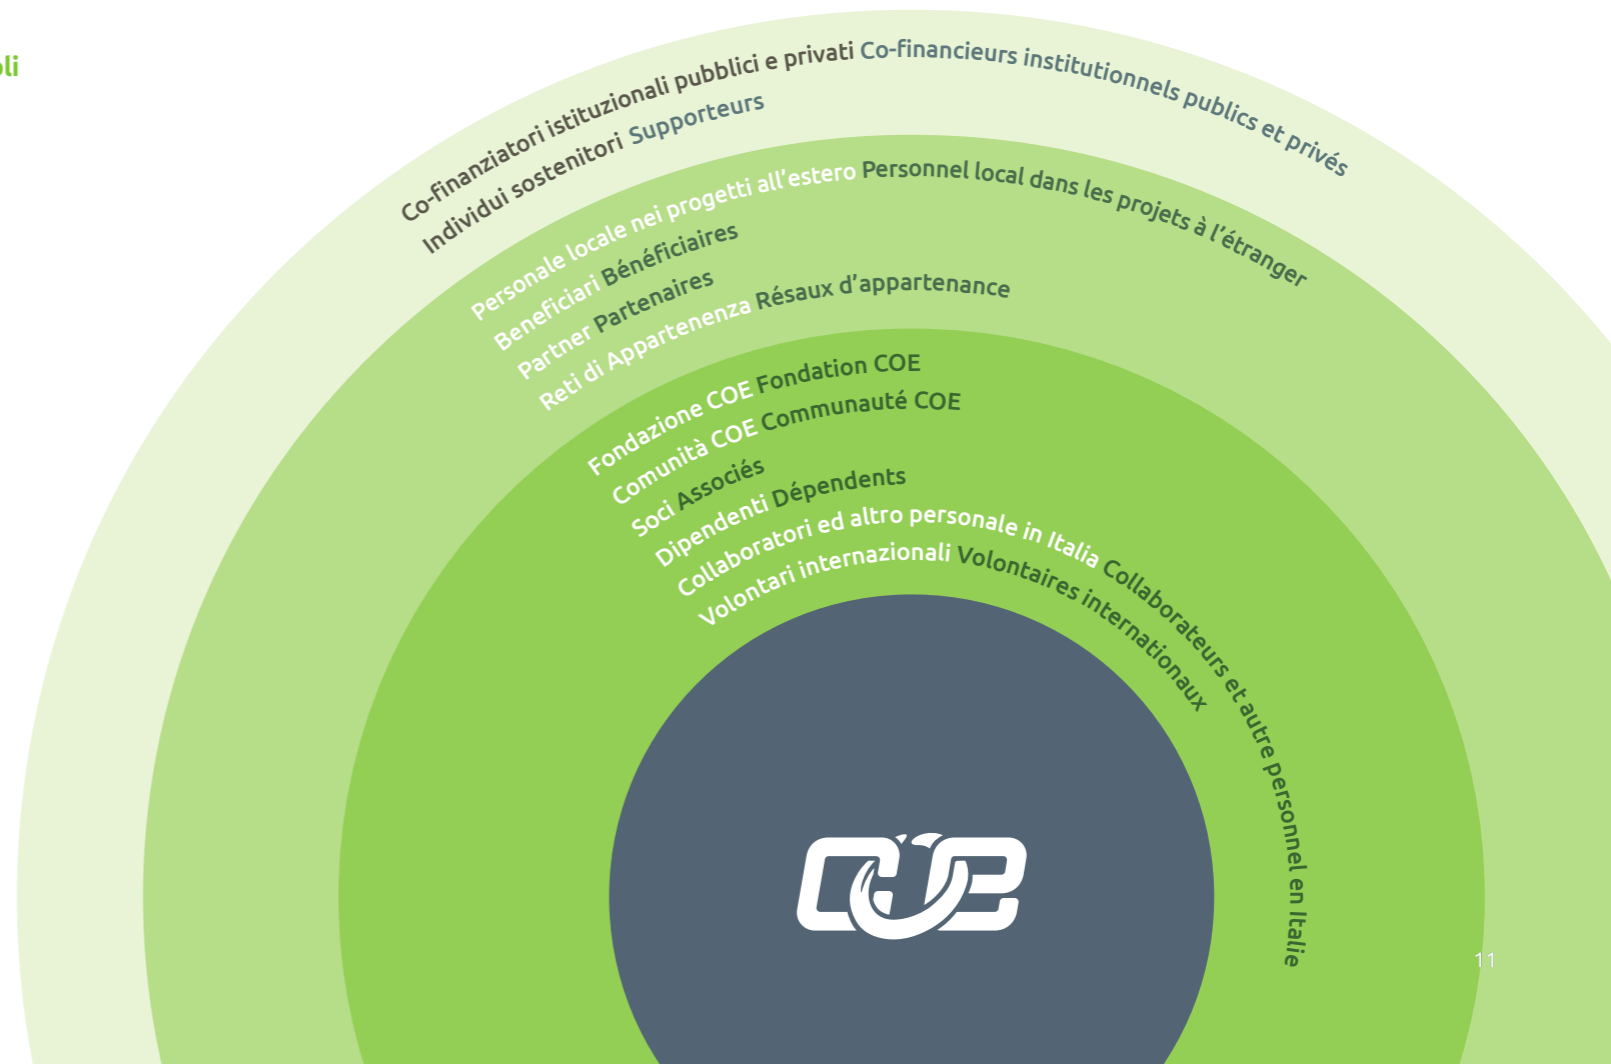 oli
Co-finanziatori istituzionali pubblici e privati Co-financieurs institutionnels publics et privés
Individui sostenitori Supporteurs
Personale locale nei progetti all’estero Personnel local dans les projets à l’étranger
Beneficiari Bénéficiaires
Partner Partenaires
Reti di Appartenenza Résaux d’appartenance
Fondazione COE Fondation COE
Comunità COE Communauté COE
Soci Associés
Dipendenti Dépendents
Collaboratori ed altro personale in Italia Collaborateurs et autre personnel en Italie
Volontari internazionali Volontaires internationaux
coe
11